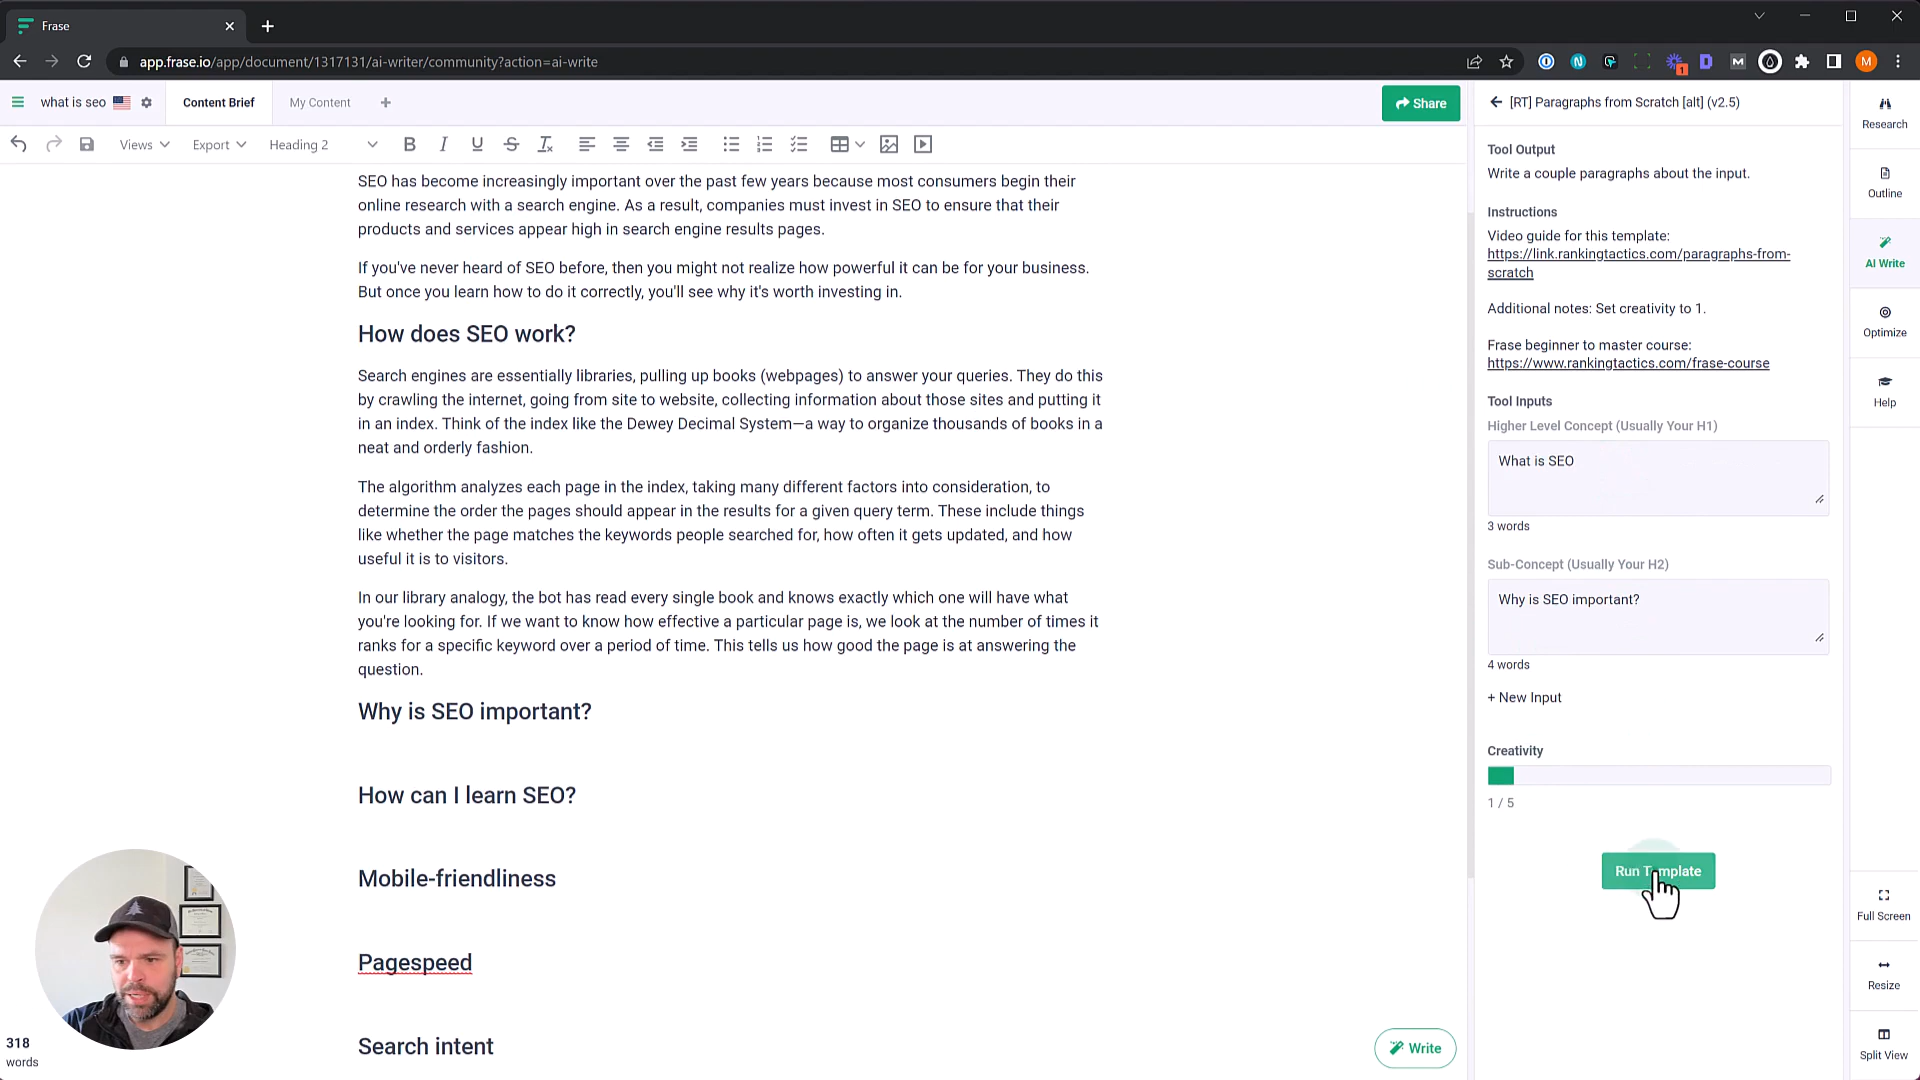 Frase
app.frase.io/app/document/1317131/ai-writer/community?action=ai-write
1
M
what is seo
Content Brief
My Content
Share
Views
Export
Heading 2
SEO has become increasingly important over the past few years because most consumers begin their
online research with a search engine. As a result, companies must invest in SEO to ensure that their
products and services appear high in search engine results pages.
If you've never heard of SEO before, then you might not realize how powerful it can be for your business.
But once you learn how to do it correctly, you'll see why it's worth investing in.
How does SEO work?
Search engines are essentially libraries, pulling up books (webpages) to answer your queries. They do this
by crawling the internet, going from site to website, collecting information about those sites and putting it
in an index. Think of the index like the Dewey Decimal System—a way to organize thousands of books in a
neat and orderly fashion.
The algorithm analyzes each page in the index, taking many different factors into consideration, to
determine the order the pages should appear in the results for a given query term. These include things
like whether the page matches the keywords people searched for, how often it gets updated, and how
useful it is to visitors.
In our library analogy, the bot has read every single book and knows exactly which one will have what
you're looking for. If we want to know how effective a particular page is, we look at the number of times it
ranks for a specific keyword over a period of time. This tells us how good the page is at answering the
question.
Why is SEO important?
How can I learn SEO?
Mobile-friendliness
Pagespeed
Search intent
318
words
Write
[RT] Paragraphs from Scratch [alt] (v2.5)
Tool Output
Write a couple paragraphs about the input.
Instructions
Video guide for this template:
https://link.rankingtactics.com/paragraphs-from-
scratch
Additional notes: Set creativity to 1.
Frase beginner to master course:
https://www.rankingtactics.com/frase-course
Tool Inputs
Higher Level Concept (Usually Your H1)
What is SEO
3 words
Sub-Concept (Usually Your H2)
Why is SEO important?
4 words
+ New Input
Creativity
1 / 5
Run Template
Research
Outline
AI Write
Optimize
Help
Full Screen
Resize
Split View